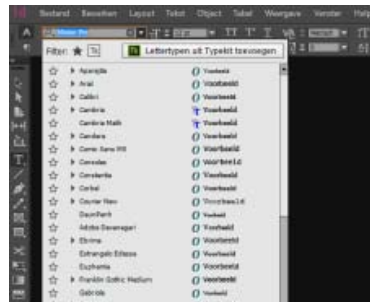 Bestand Bewerken Layout Tekst Object Tabel Weergave Venster Help
Filter: Lettertypen uit Typekit toevoegen
Aparajita Voorbeeld
Arial Voorbeeld
Calibri Voorbeeld
Cambria Voorbeeld
Cambria Math Voorbeeld
Candara Voorbeeld
Comic Sans MS Voorbeeld
Consolas Voorbeeld
Constantia Voorbeeld
Corbel Voorbeeld
Courier New Voorbeeld
DaunPenh Voorbeeld
Adobe Devanagari Voorbeeld
Ebrima Voorbeeld
Estrangelo Edessa Voorbeeld
Euphemia Voorbeeld
Franklin Gothic Medium Voorbeeld
Gabriola Voorbeeld